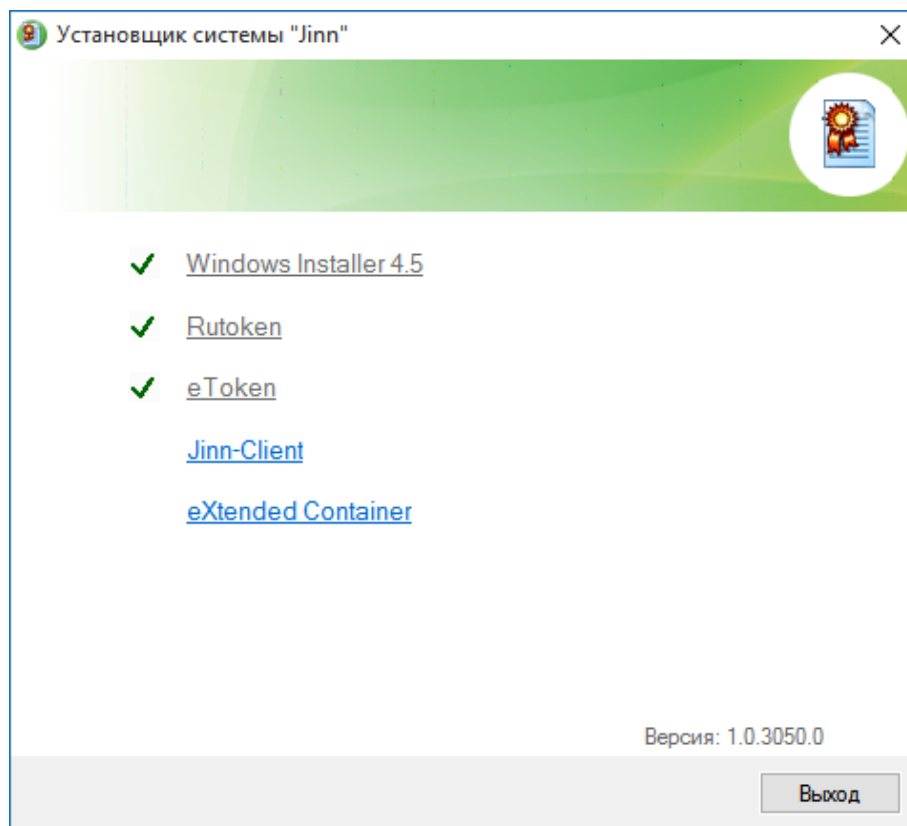 Установщик системы "Jinn"
Windows Installer 4.5
Rutoken
eToken
Jinn-Client
eXtended Container
Версия: 1.0.3050.0
Выход